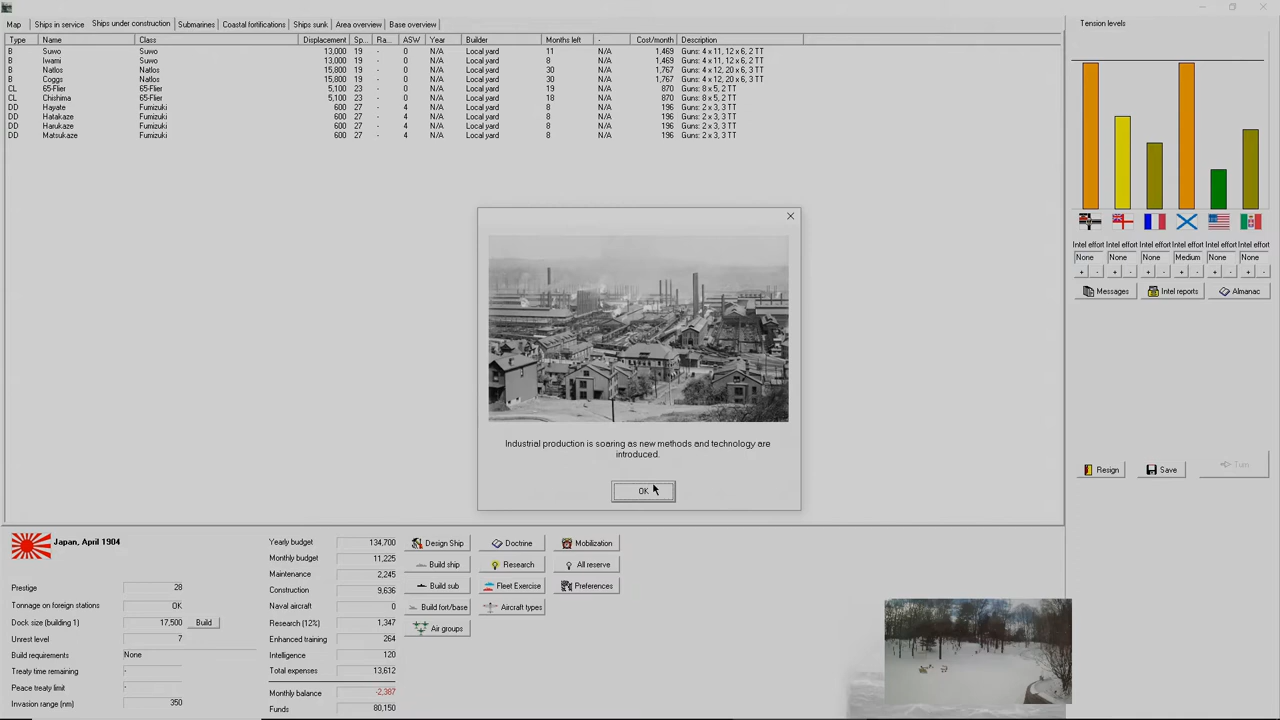 Map Ships in service Ships under construction Submarines Coastal fortifications Ships sunk Area overview Base overview
Type Name Class Displacement Sp... Ra... ASW Year Builder Months left - Cost/month Description
B Suwo Suwo 13,000 19 - 0 N/A Local yard 11 N/A 1,469 Guns: 4 x 11, 12 x 6, 2 TT
B Iwami Suwo 13,000 19 - 0 N/A Local yard 8 N/A 1,469 Guns: 4 x 11, 12 x 6, 2 TT
B Natlos Natlos 15,800 19 - 0 N/A Local yard 30 N/A 1,767 Guns: 4 x 12, 20 x 6, 3 TT
B Coggs Natlos 15,800 19 - 0 N/A Local yard 30 N/A 1,767 Guns: 4 x 12, 20 x 6, 3 TT
CL 65-Flier 65-Flier 5,100 23 - 0 N/A Local yard 19 N/A 870 Guns: 8 x 5, 2 TT
CL Chishima 65-Flier 5,100 23 - 0 N/A Local yard 18 N/A 870 Guns: 8 x 5, 2 TT
DD Hayate Fumizuki 600 27 - 4 N/A Local yard 8 N/A 196 Guns: 2 x 3, 3 TT
DD Hatakaze Fumizuki 600 27 - 4 N/A Local yard 8 N/A 196 Guns: 2 x 3, 3 TT
DD Harukaze Fumizuki 600 27 - 4 N/A Local yard 8 N/A 196 Guns: 2 x 3, 3 TT
DD Matsukaze Fumizuki 600 27 - 4 N/A Local yard 8 N/A 196 Guns: 2 x 3, 3 TT
Industrial production is soaring as new methods and technology are
introduced.
OK
Tension levels
Intel effort Intel effort Intel effort Intel effort Intel effort Intel effort
None None None Medium None None
+ - + - + - + - + - + -
Messages Intel reports Almanac
Resign Save Turn
Japan, April 1904
Prestige 28
Tonnage on foreign stations OK
Dock size (building 1) 17,500 Build
Unrest level 7
Build requirements None
Treaty time remaining -
Peace treaty limit -
Invasion range (nm) 350
Yearly budget 134,700
Monthly budget 11,225
Maintenance 2,245
Construction 9,636
Naval aircraft 0
Research (12%) 1,347
Enhanced training 264
Intelligence 120
Total expenses 13,612
Monthly balance -2,387
Funds 80,150
Design Ship Doctrine Mobilization
Build ship Research All reserve
Build sub Fleet Exercise Preferences
Build fort/base Aircraft types
Air groups